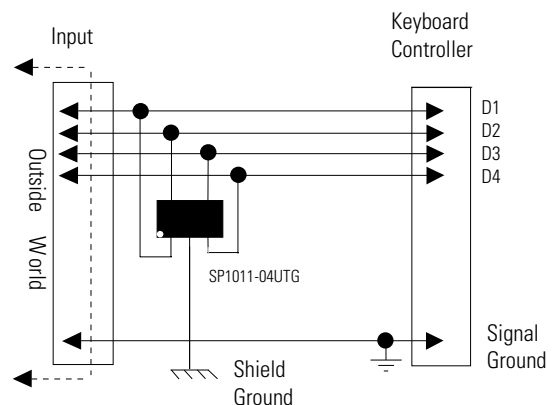 Input
Keyboard
Controller
D1
D2
D3
D4
Outside World
SP1011-04UTG
Shield
Ground
Signal
Ground